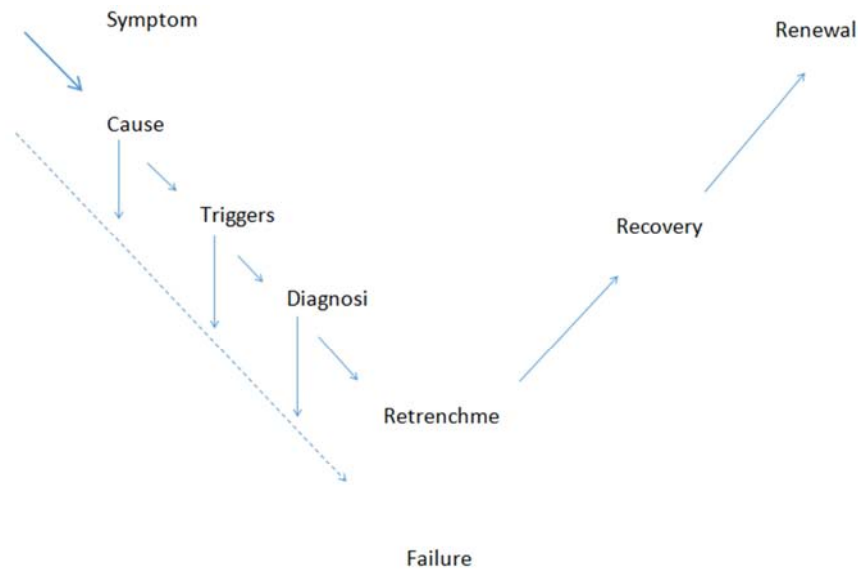 Symptom
Renewal
Cause
Triggers
Recovery
Diagnosi
Retrenchme
Failure